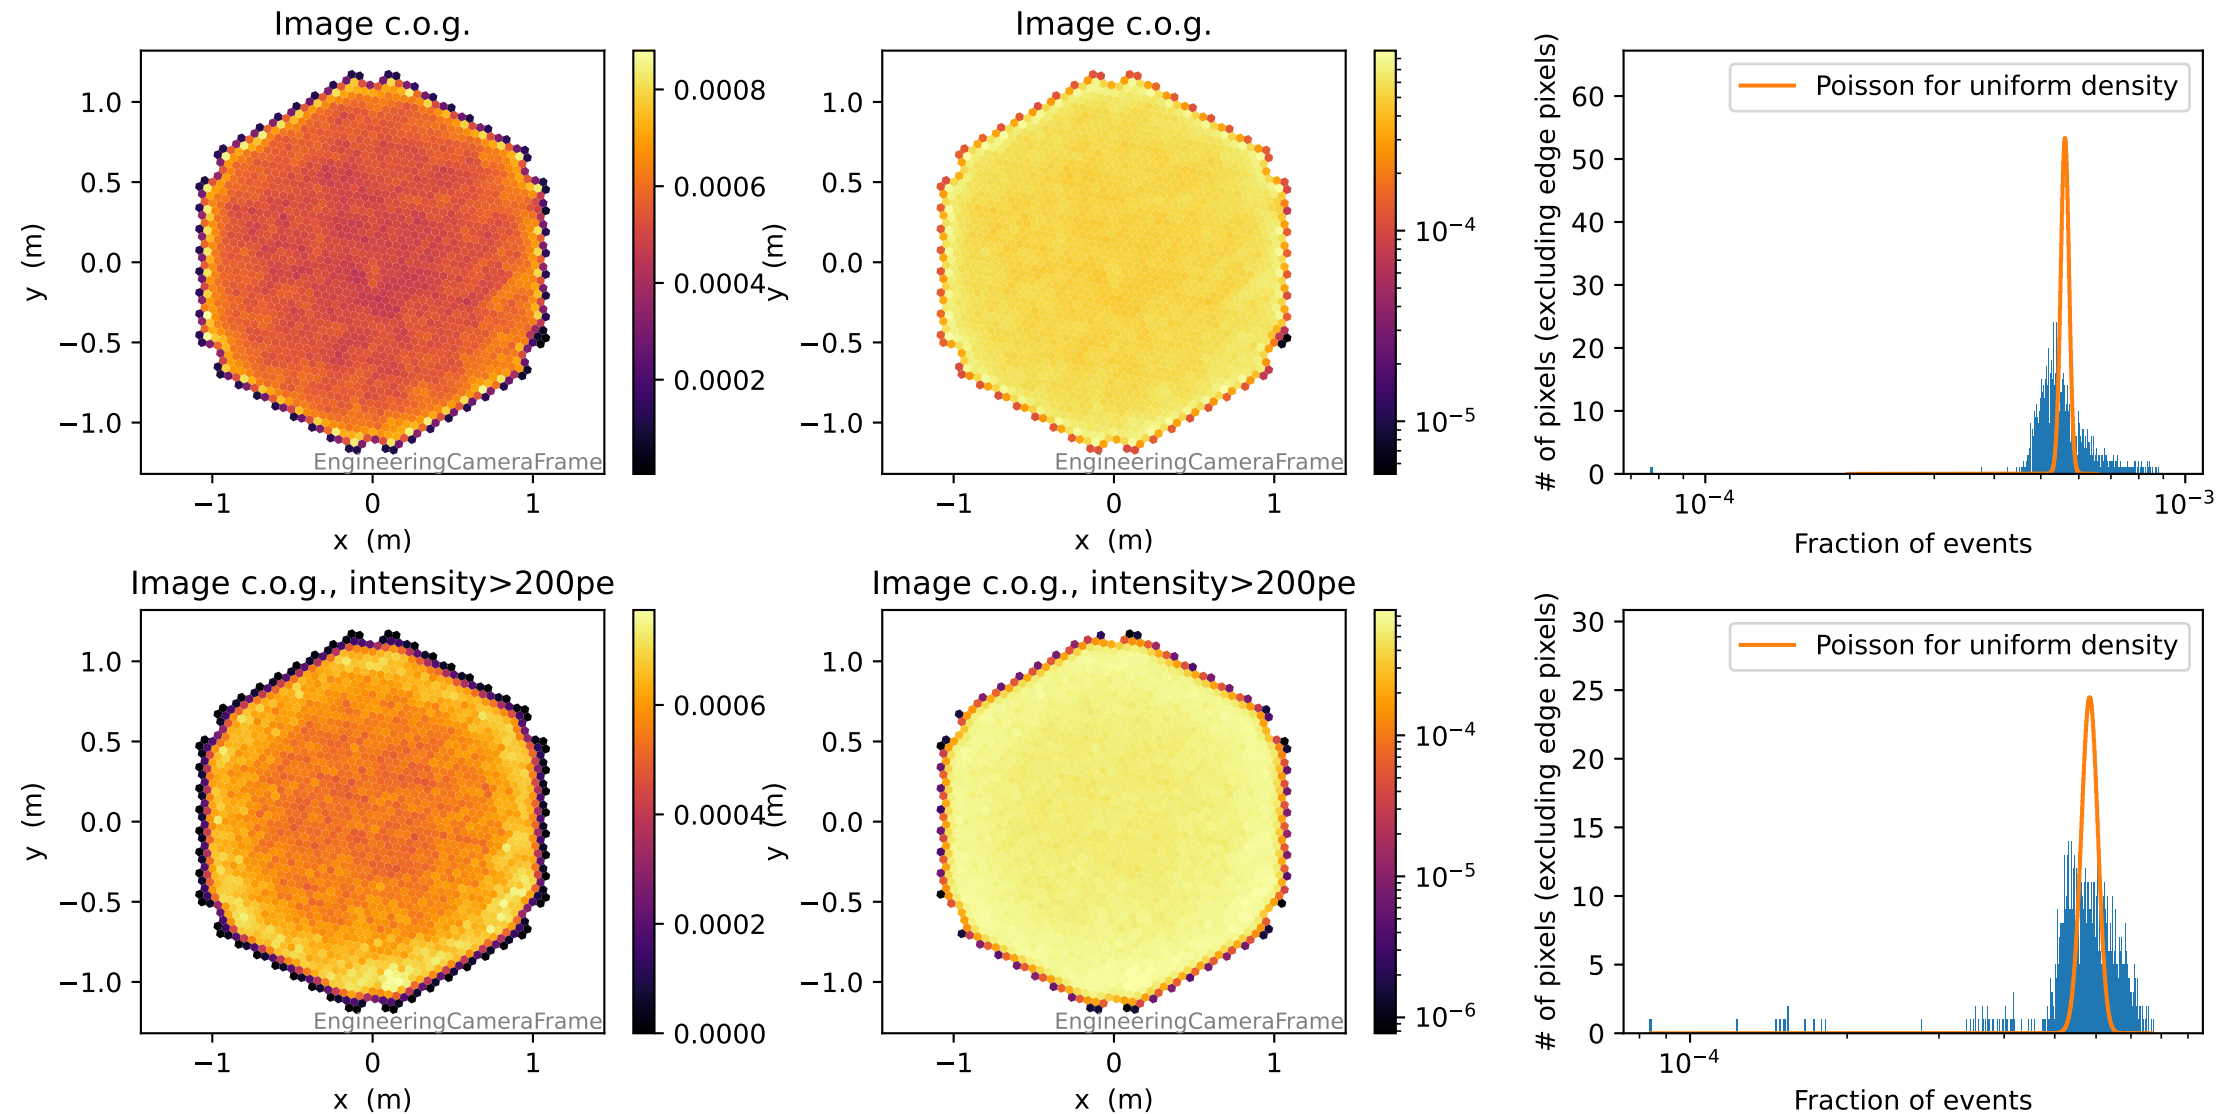 Image c.o.g.
1.0
0.5
0.0
−0.5
−1.0
y (m)
−1
0
1
x (m)
EngineeringCameraFrame
0.0008
0.0006
0.0004
0.0002
Image c.o.g.
1.0
0.5
0.0
−0.5
−1.0
y (m)
−1
0
1
x (m)
EngineeringCameraFrame
10⁻⁴
10⁻⁵
Poisson for uniform density
# of pixels (excluding edge pixels)
60
50
40
30
20
10
0
10⁻⁴
10⁻³
Fraction of events
Image c.o.g., intensity>200pe
1.0
0.5
0.0
−0.5
−1.0
y (m)
−1
0
1
x (m)
EngineeringCameraFrame
0.0006
0.0004
0.0002
0.0000
Image c.o.g., intensity>200pe
1.0
0.5
0.0
−0.5
−1.0
y (m)
−1
0
1
x (m)
EngineeringCameraFrame
10⁻⁴
10⁻⁵
10⁻⁶
Poisson for uniform density
# of pixels (excluding edge pixels)
30
25
20
15
10
5
0
10⁻⁴
Fraction of events